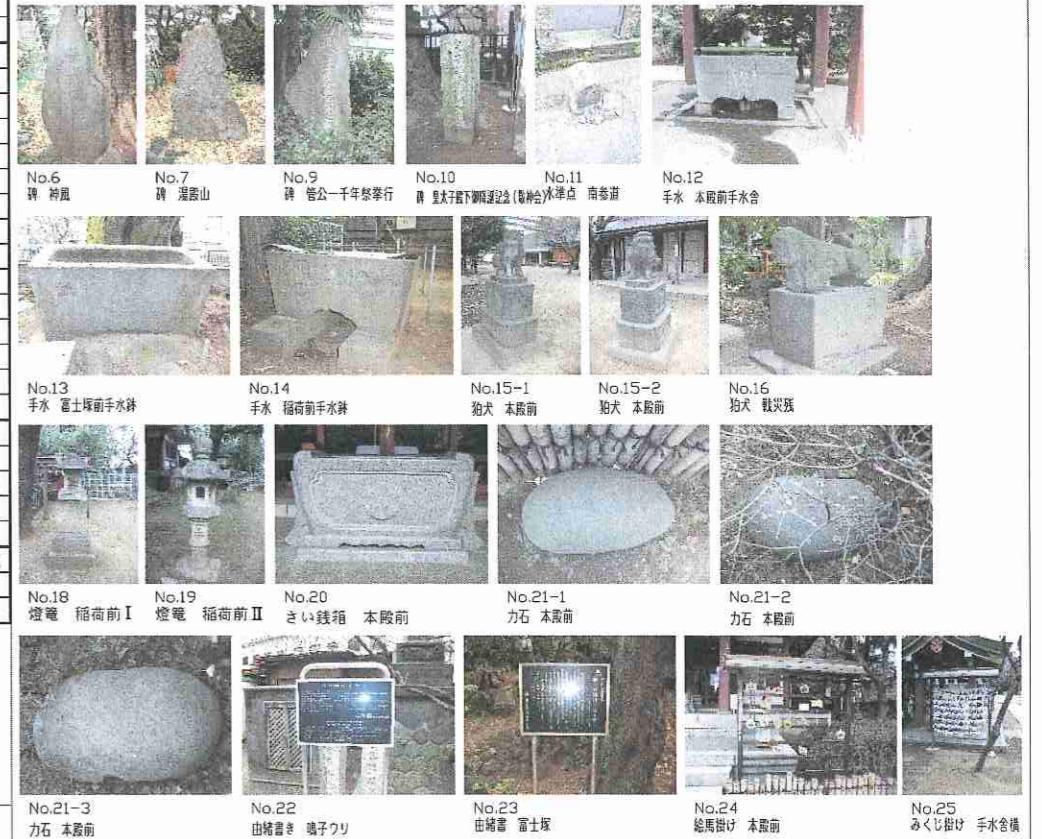 No.6
碑 神風
No.7
碑 湯殿山
No.9
碑 管公一千年祭挙行
No.10
碑 皇太子殿下御降誕記念(敬神会)
No.11
水準点 南参道
No.12
手水 本殿前手水舎
No.13
手水 富士塚前手水鉢
No.14
手水 稲荷前手水鉢
No.15-1
狛犬 本殿前
No.15-2
狛犬 本殿前
No.16
狛犬 戦災残
No.18
燈篭 稲荷前Ⅰ
No.19
燈篭 稲荷前Ⅱ
No.20
さい銭箱 本殿前
No.21-1
力石 本殿前
No.21-2
力石 本殿前
No.21-3
力石 本殿前
No.22
由緒書き 鳴子ウリ
No.23
由緒書 富士塚
No.24
絵馬掛け 本殿前
No.25
みくじ掛け 手水舎横